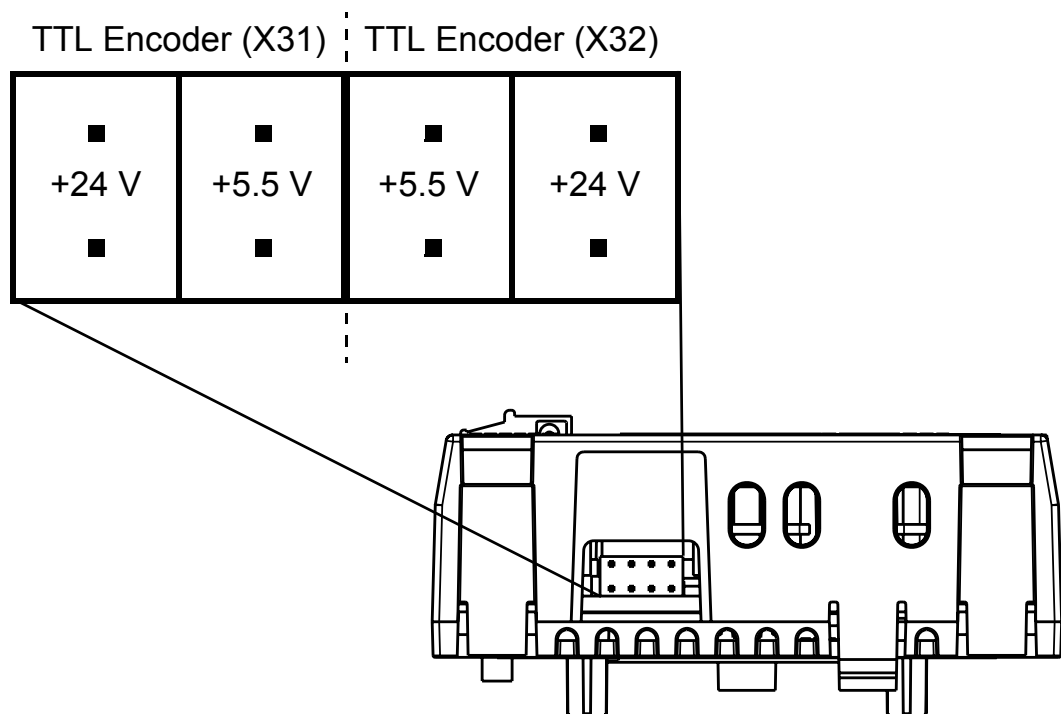 TTL Encoder (X31) TTL Encoder (X32)
+24 V +5.5 V +5.5 V +24 V